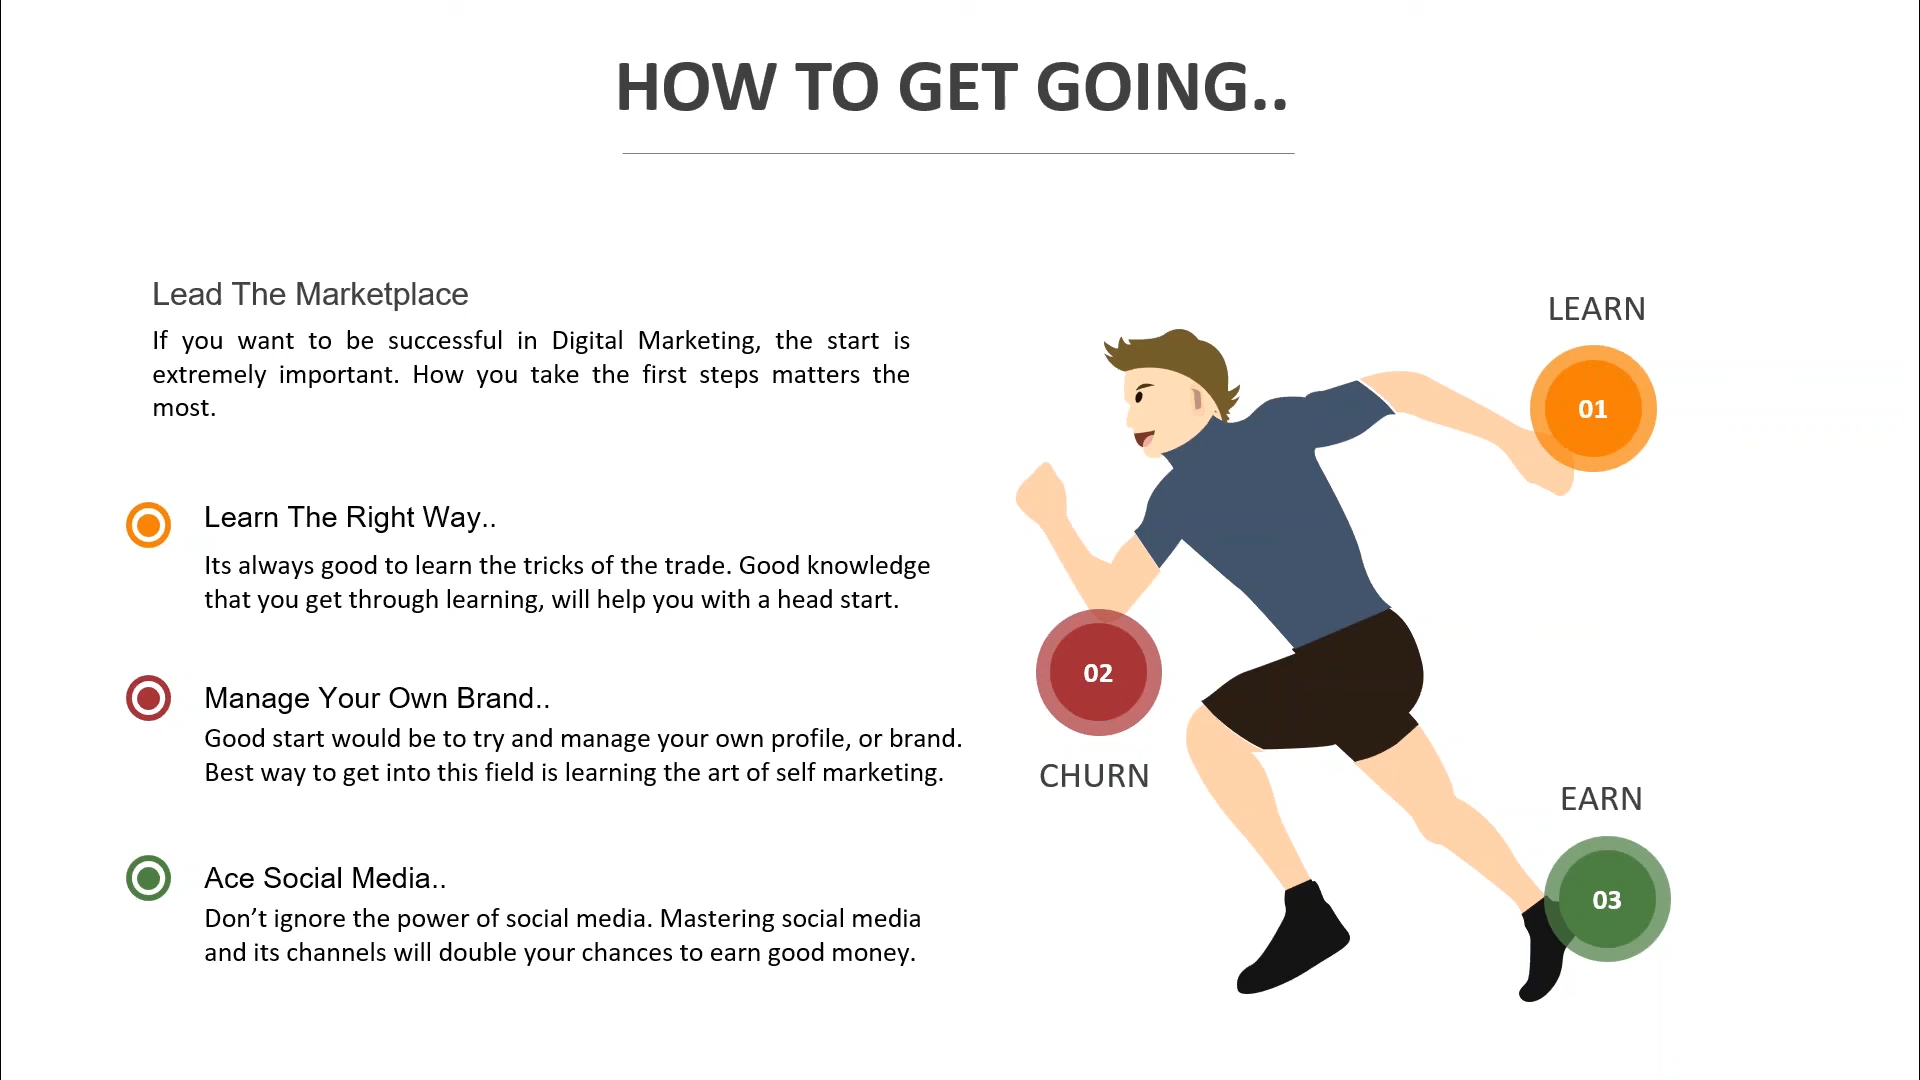 HOW TO GET GOING..
Lead The Marketplace
If you want to be successful in Digital Marketing, the start is
extremely important. How you take the first steps matters the
most.
Learn The Right Way..
Its always good to learn the tricks of the trade. Good knowledge
that you get through learning, will help you with a head start.
Manage Your Own Brand..
Good start would be to try and manage your own profile, or brand.
Best way to get into this field is learning the art of self marketing.
Ace Social Media..
Don’t ignore the power of social media. Mastering social media
and its channels will double your chances to earn good money.
LEARN
01
02
CHURN
EARN
03